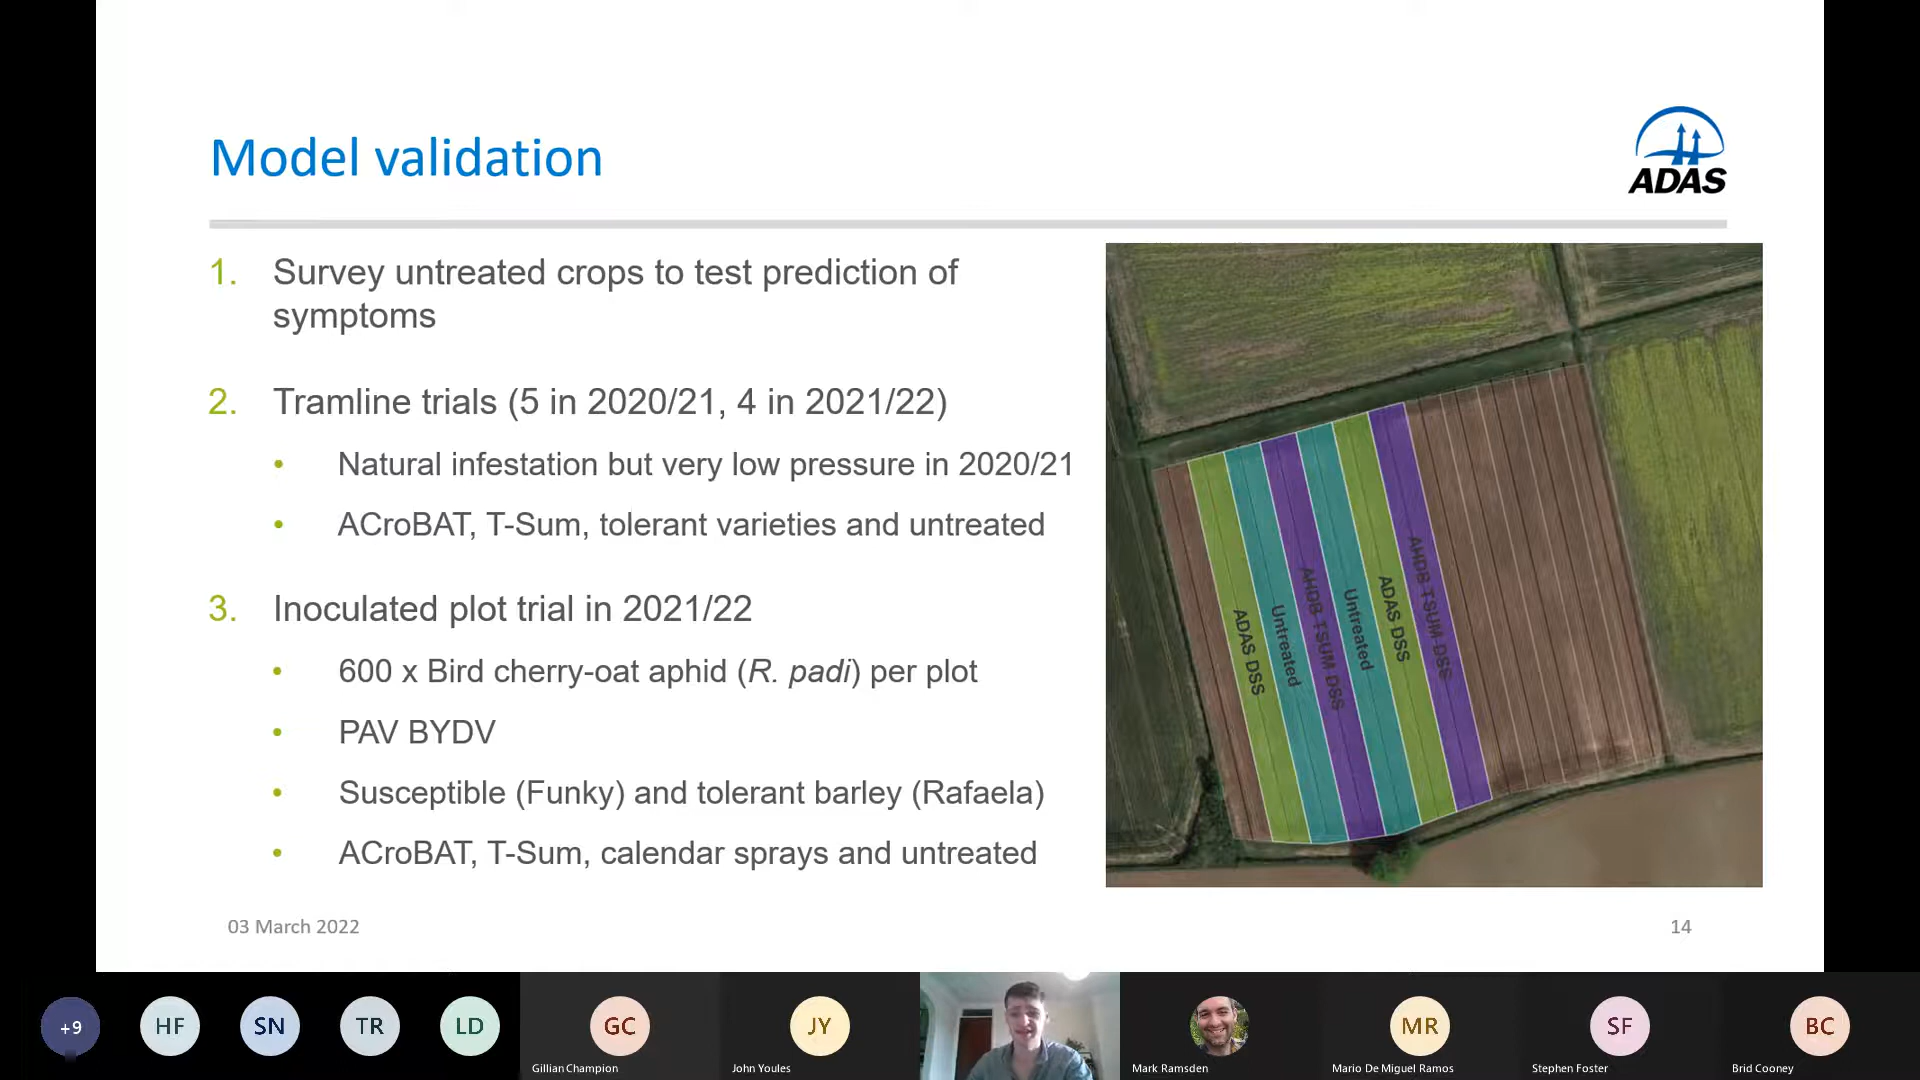 Model validation
ADAS
1. Survey untreated crops to test prediction of
symptoms
2. Tramline trials (5 in 2020/21, 4 in 2021/22)
• Natural infestation but very low pressure in 2020/21
• ACroBAT, T-Sum, tolerant varieties and untreated
3. Inoculated plot trial in 2021/22
• 600 x Bird cherry-oat aphid (R. padi) per plot
• PAV BYDV
• Susceptible (Funky) and tolerant barley (Rafaela)
• ACroBAT, T-Sum, calendar sprays and untreated
ADAS DSS
Untreated
AHDB TSUM DSS
Untreated
ADAS DSS
AHDB TSUM DSS
03 March 2022
14
+9
HF
SN
TR
LD
GC
JY
MR
SF
BC
Gillian Champion
John Youles
Mark Ramsden
Mario De Miguel Ramos
Stephen Foster
Brid Cooney